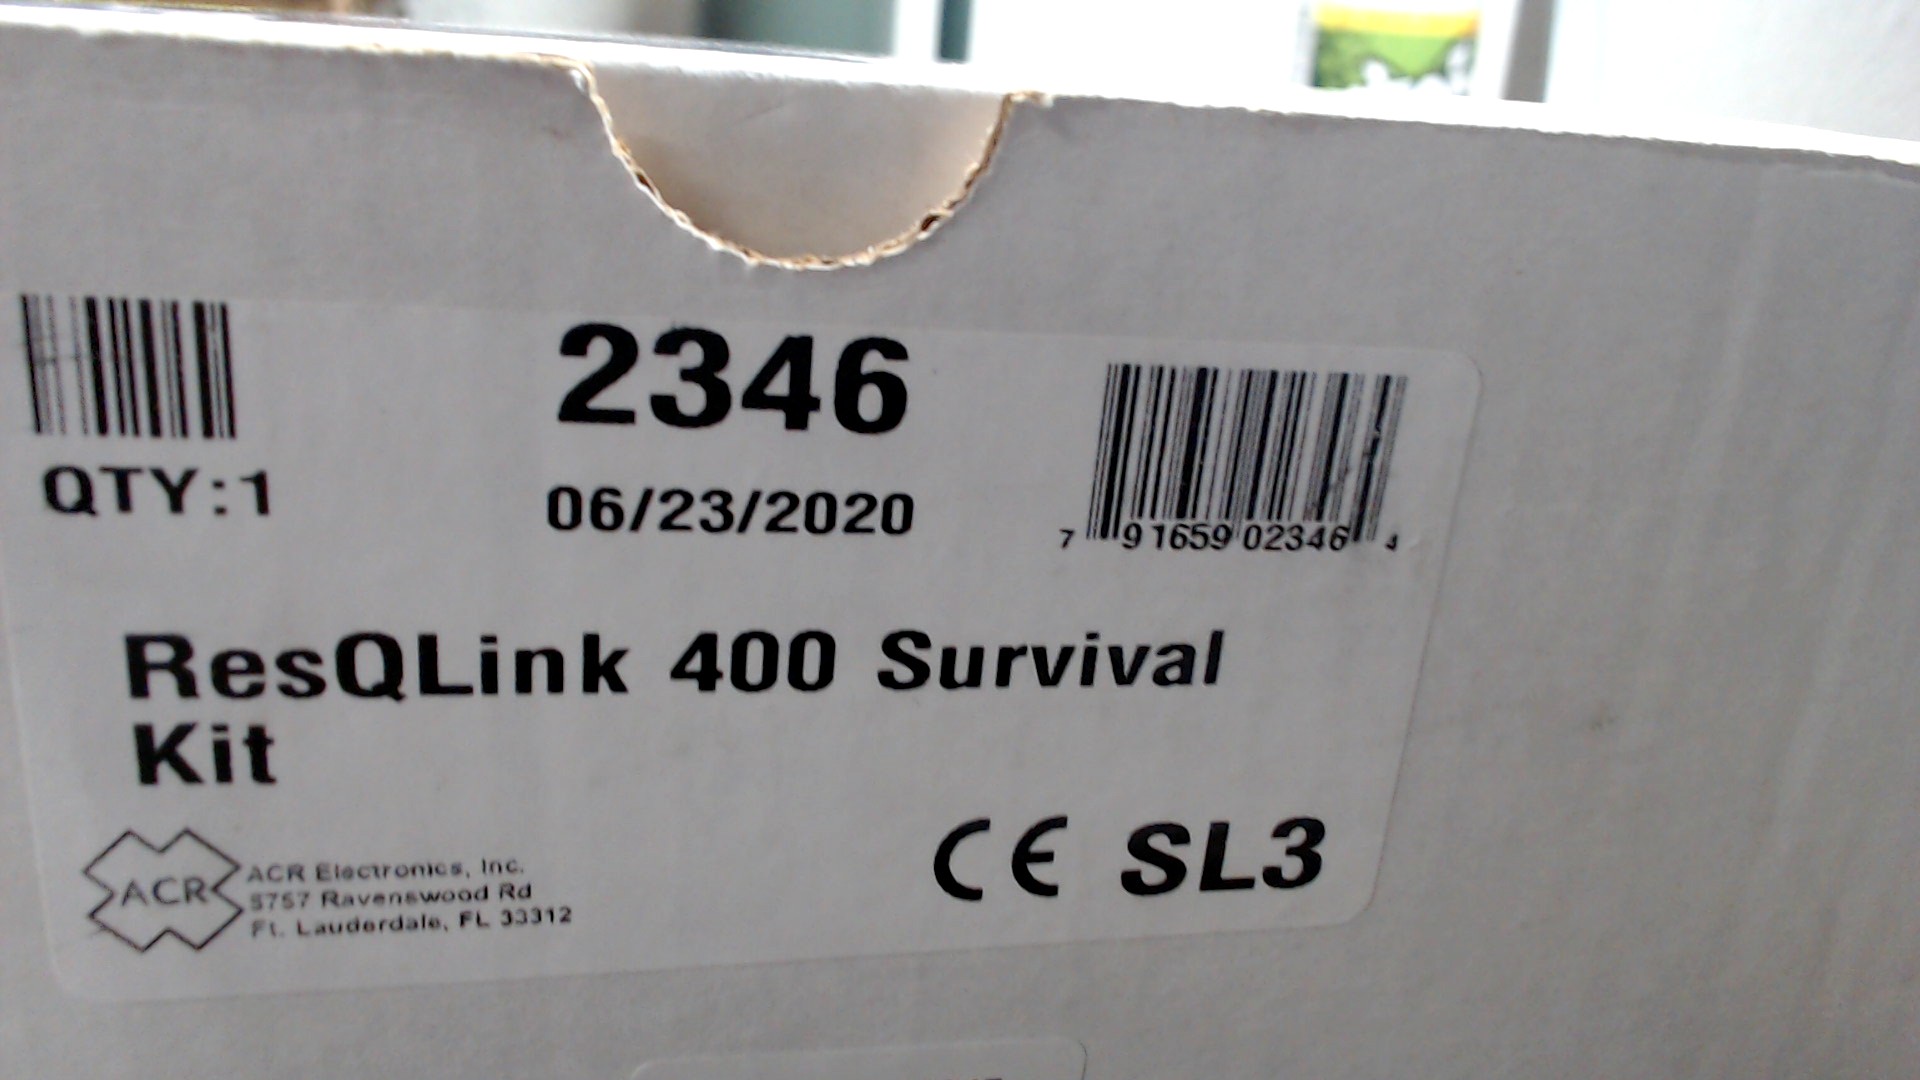 2346
QTY:1
06/23/2020
7 91659 02346 4
ResQLink 400 Survival
Kit
CE SL3
ACR
ACR Electronics, Inc.
5757 Ravenswood Rd
Ft. Lauderdale, FL 33312